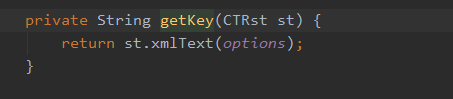 private String getKey(CTRst st) {
    return st.xmlText(options);
}